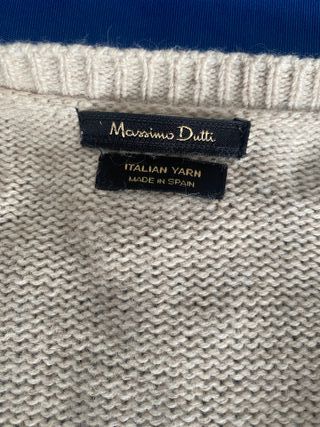 Massimo Dutti
ITALIAN YARN
MADE IN SPAIN